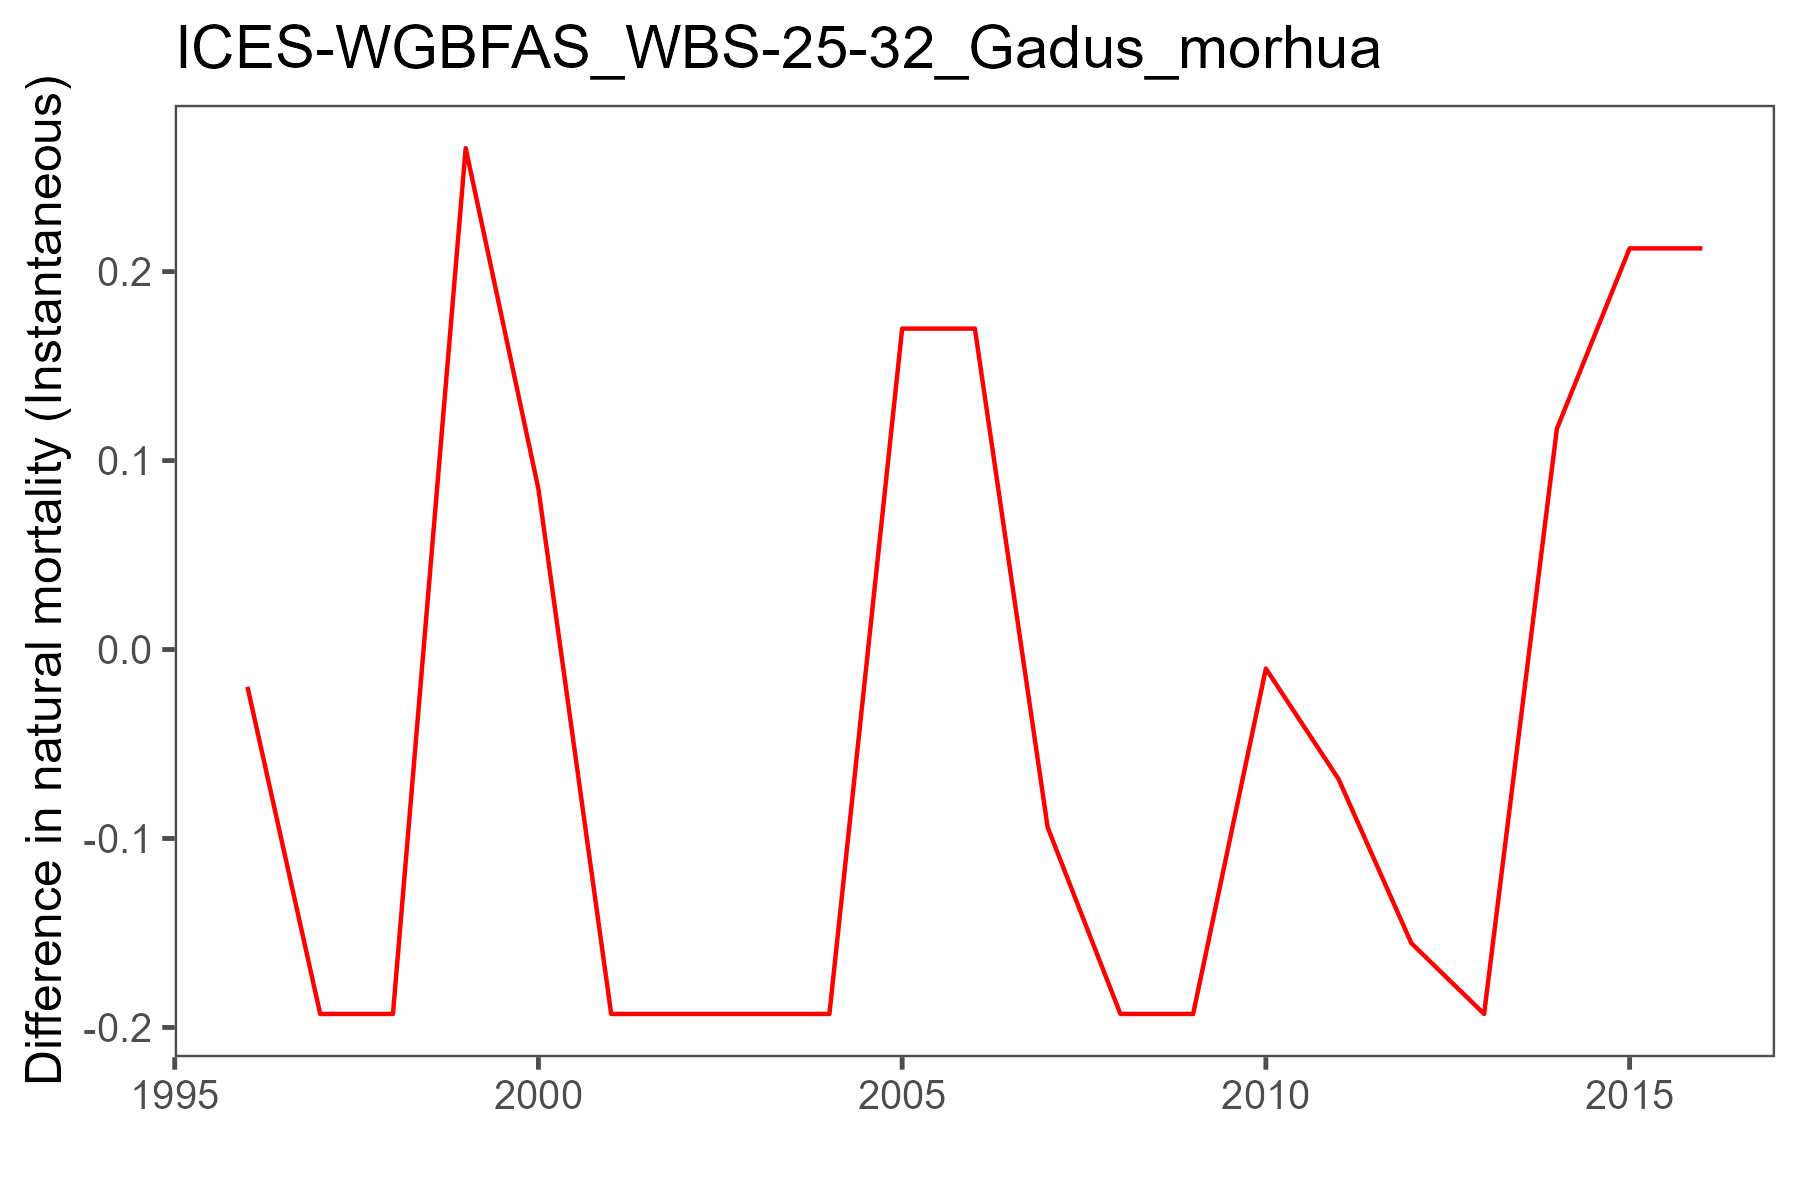 ICES-WGBFAS_WBS-25-32_Gadus_morhua
Difference in natural mortality (Instantaneous)
0.2
0.1
0.0
-0.1
-0.2
1995 2000 2005 2010 2015